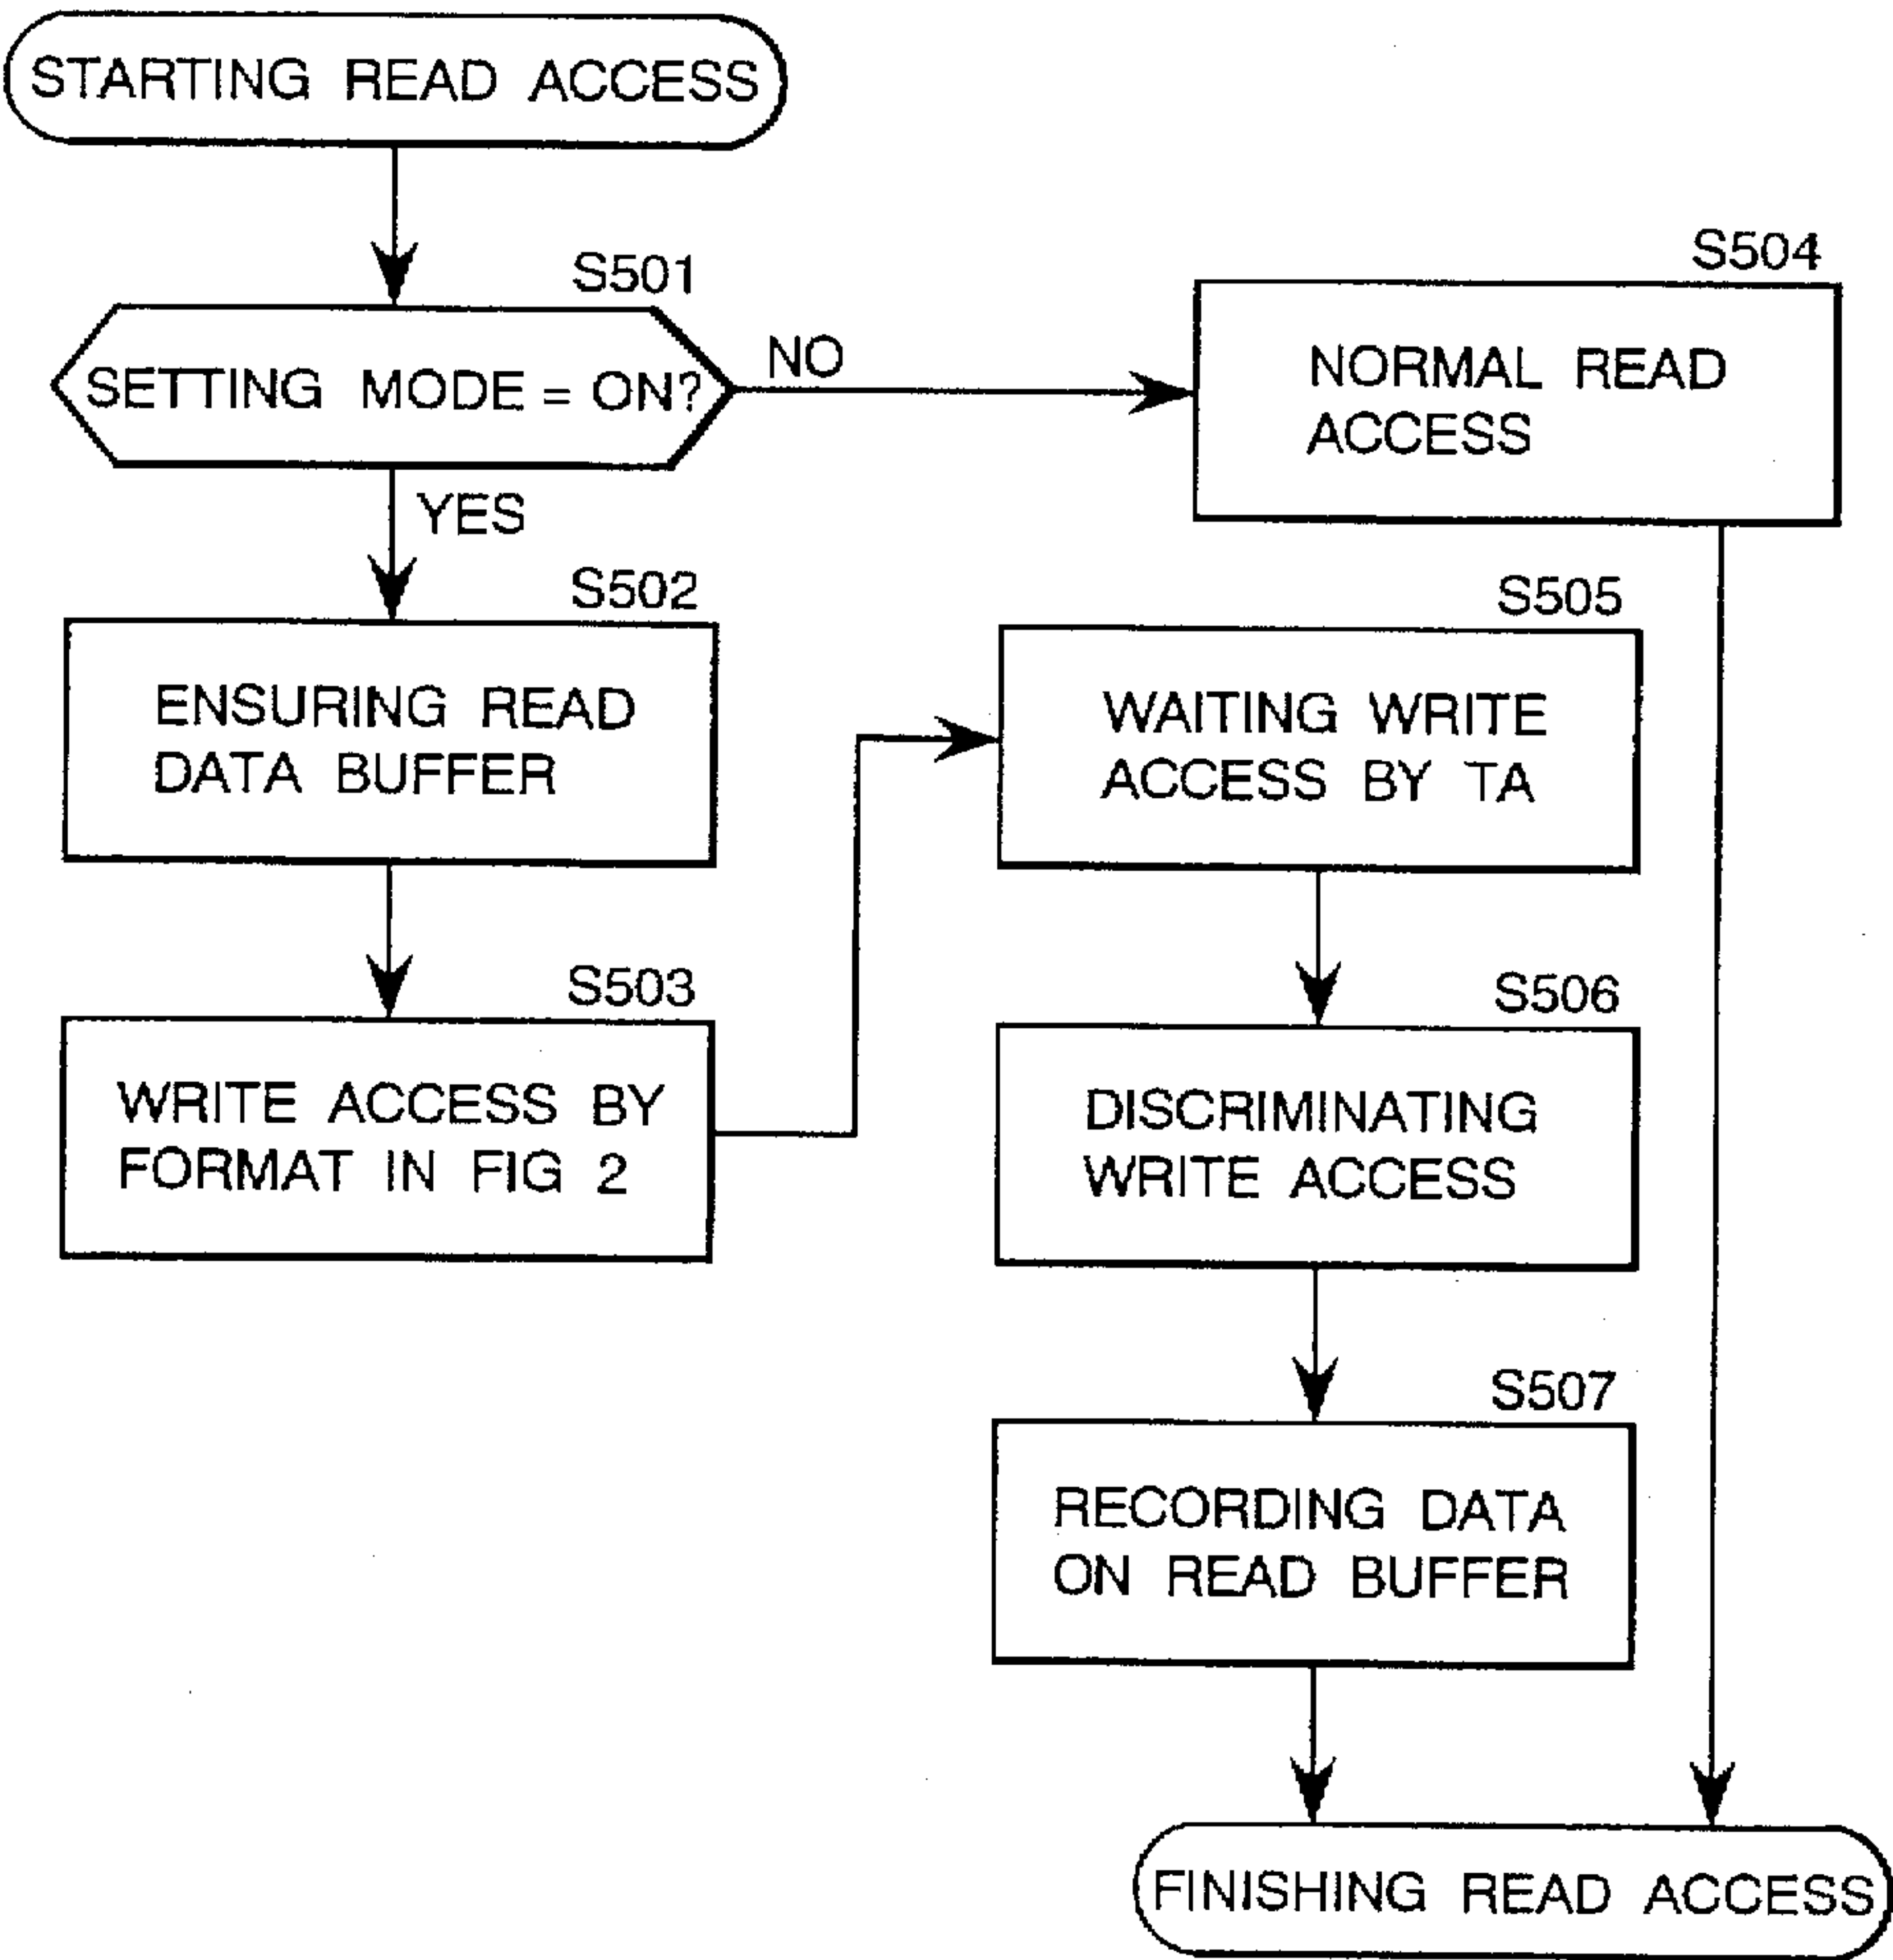 STARTING READ ACCESS
S501
SETTING MODE = ON?
NO
YES
S504
NORMAL READ
ACCESS
S502
ENSURING READ
DATA BUFFER
S503
WRITE ACCESS BY
FORMAT IN FIG 2
S505
WAITING WRITE
ACCESS BY TA
S506
DISCRIMINATING
WRITE ACCESS
S507
RECORDING DATA
ON READ BUFFER
FINISHING READ ACCESS